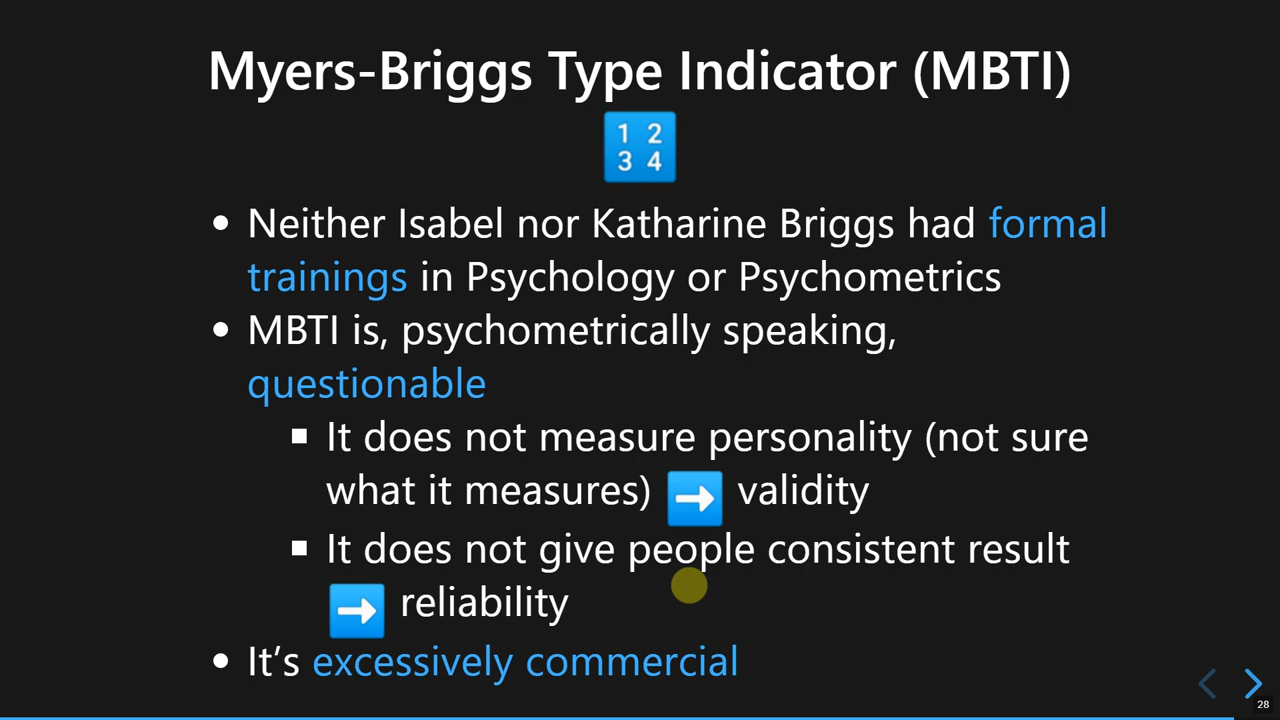 Myers-Briggs Type Indicator (MBTI)
1 2
3 4
• Neither Isabel nor Katharine Briggs had formal
trainings in Psychology or Psychometrics
• MBTI is, psychometrically speaking,
questionable
▪ It does not measure personality (not sure
what it measures) ➡ validity
▪ It does not give people consistent result
➡ reliability
• It’s excessively commercial
28